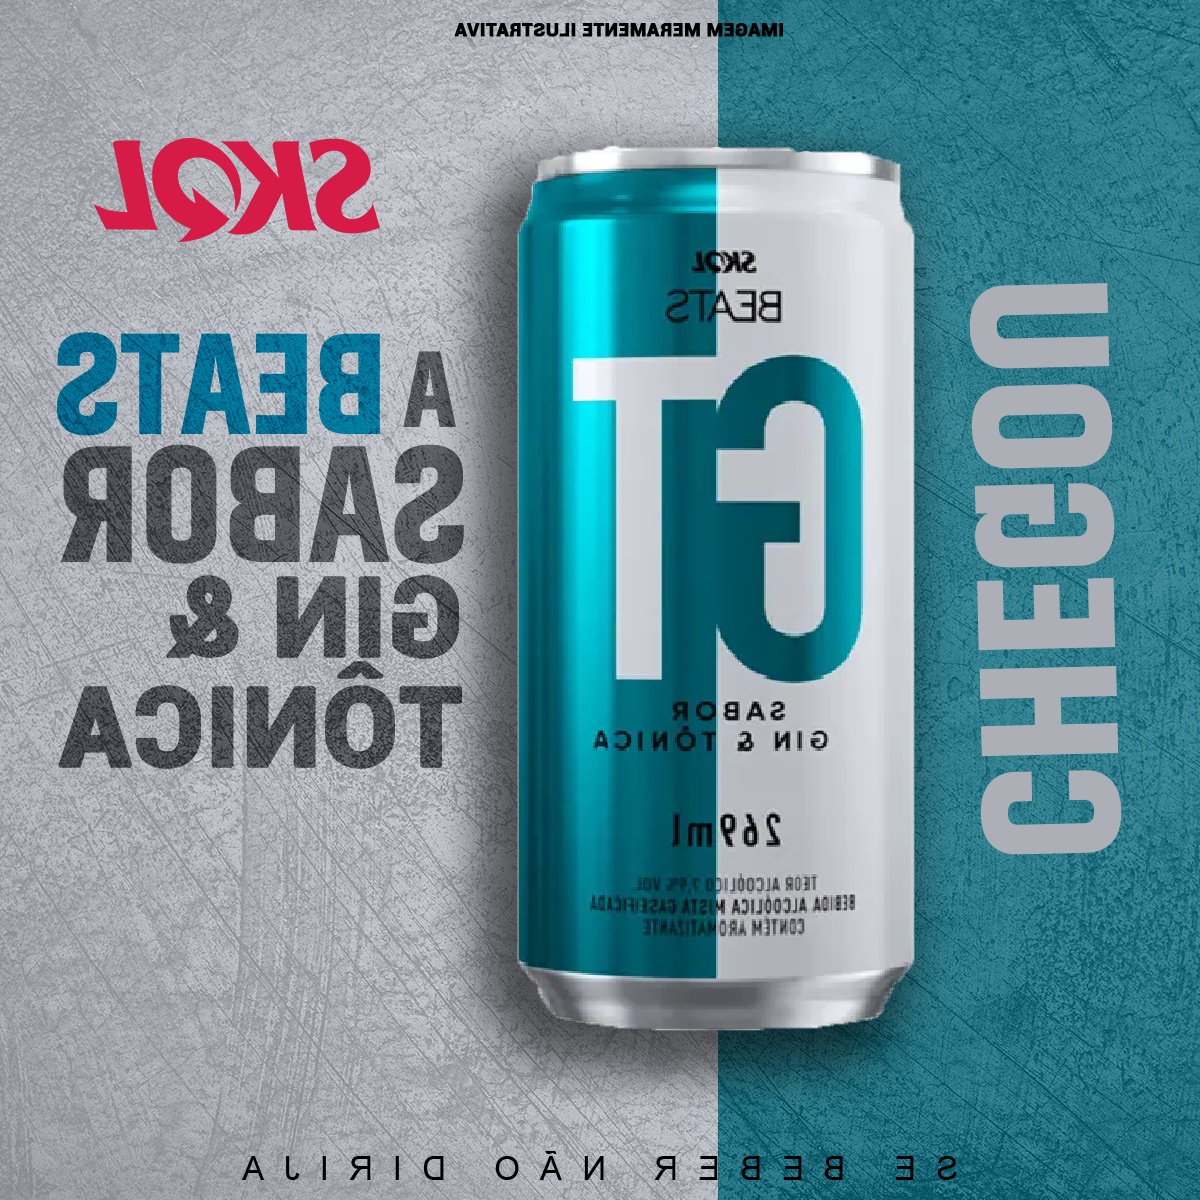 IMAGEM MERAMENTE ILUSTRATIVA
CHEGOU
SKOL
A BEATS
SABOR
GIN &
TÔNICA
SKOL
BEATS
GT
SABOR
GIN & TÔNICA
269ml
TEOR ALCOÓLICO 7,9% VOL.
BEBIDA ALCOÓLICA MISTA GASEIFICADA
CONTÉM AROMATIZANTE
SE BEBER NÃO DIRIJA